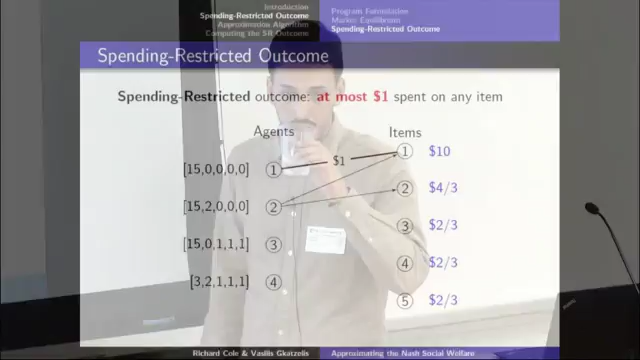 Introduction
Spending-Restricted Outcome
Approximation Algorithm
Computing the SR Outcome
Program Formulation
Market Equilibrium
Spending-Restricted Outcome
Spending-Restricted Outcome
Spending-Restricted outcome: at most $1 spent on any item
Agents
Items
[15,0,0,0,0] 1 $1 1 $10
[15,2,0,0,0] 2 2 $4/3
[15,0,1,1,1] 3 3 $2/3
[3,2,1,1,1] 4 4 $2/3
5 $2/3
Richard Cole & Vasilis Gkatzelis
Approximating the Nash Social Welfare